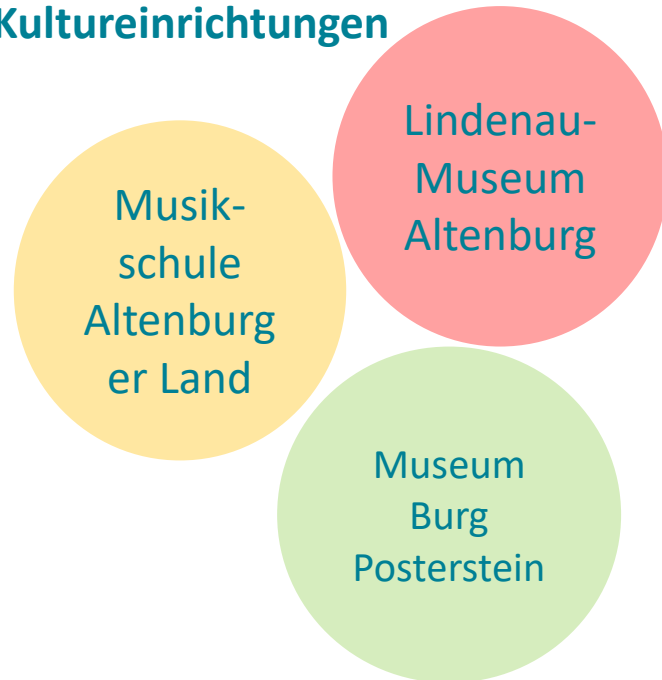 Kultureinrichtungen
Lindenau-
Museum
Altenburg
Musik-
schule
Altenburg
er Land
Museum
Burg
Posterstein